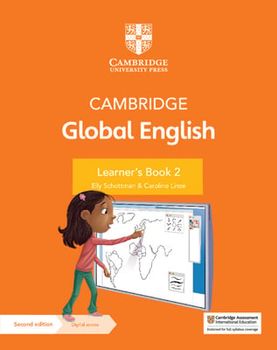 CAMBRIDGE
UNIVERSITY PRESS
CAMBRIDGE
Global English
Learner's Book 2
Elly Schottman & Caroline Linse
Second edition
Digital access
Cambridge Assessment
International Education
Endorsed for full syllabus coverage